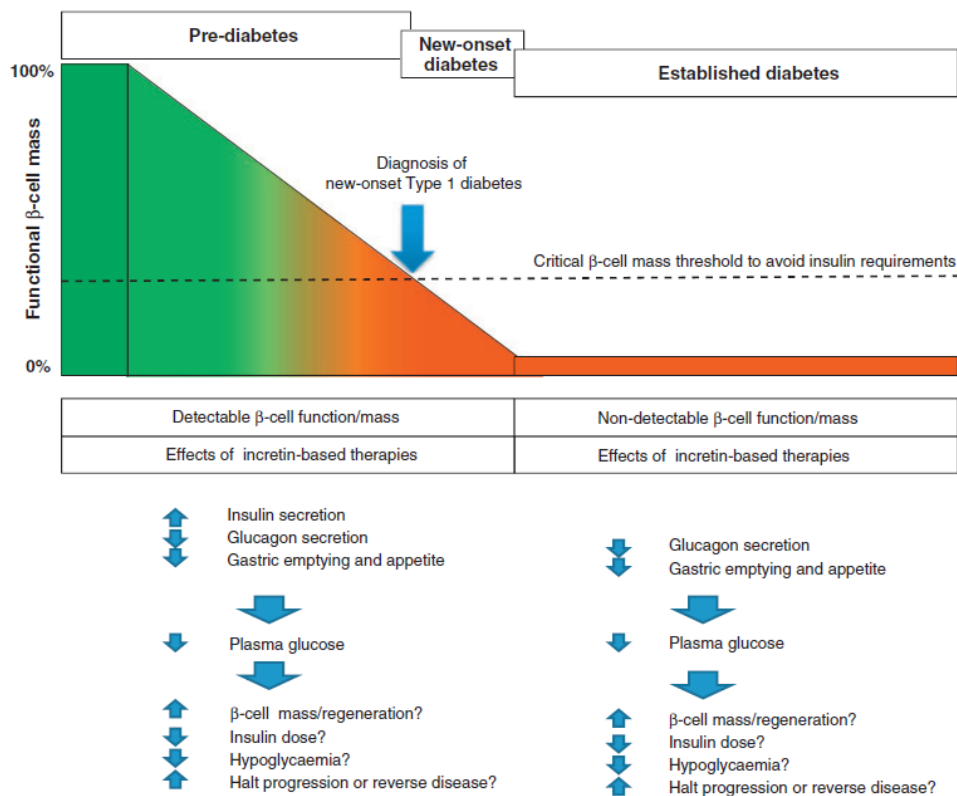 Pre-diabetes
New-onset
diabetes
Established diabetes
100%
Functional β-cell mass
0%
Diagnosis of
new-onset Type 1 diabetes
Critical β-cell mass threshold to avoid insulin requirements
Detectable β-cell function/mass
Non-detectable β-cell function/mass
Effects of incretin-based therapies
Effects of incretin-based therapies
Insulin secretion
Glucagon secretion
Gastric emptying and appetite
Plasma glucose
β-cell mass/regeneration?
Insulin dose?
Hypoglycaemia?
Halt progression or reverse disease?
Glucagon secretion
Gastric emptying and appetite
Plasma glucose
β-cell mass/regeneration?
Insulin dose?
Hypoglycaemia?
Halt progression or reverse disease?